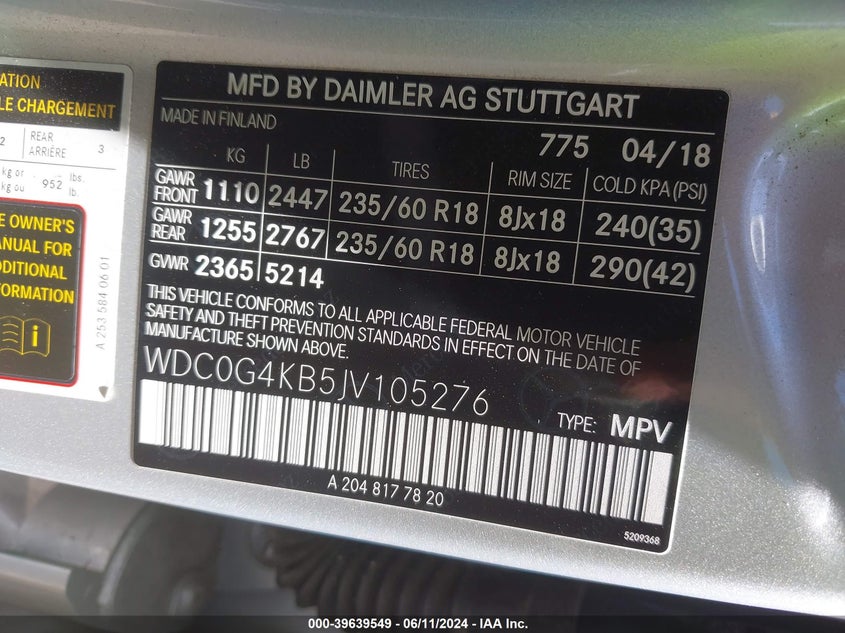 ATION
LE CHARGEMENT
2 REAR ARRIÈRE 3
kg or - lbs.
kg ou 952 lb.
E OWNER'S
ANUAL FOR
DDITIONAL
FORMATION
A 253 584 06 01
MFD BY DAIMLER AG STUTTGART
MADE IN FINLAND
775 04/18
KG LB TIRES RIM SIZE COLD KPA(PSI)
GAWR FRONT 1110 2447 235/60 R18 8Jx18 240(35)
GAWR REAR 1255 2767 235/60 R18 8Jx18 290(42)
GVWR 2365 5214
THIS VEHICLE CONFORMS TO ALL APPLICABLE FEDERAL MOTOR VEHICLE
SAFETY AND THEFT PREVENTION STANDARDS IN EFFECT ON THE DATE OF
MANUFACTURE SHOWN ABOVE.
WDC0G4KB5JV105276
TYPE: MPV
A 204 817 78 20
5209368
000-39639549 - 06/11/2024 - IAA Inc.